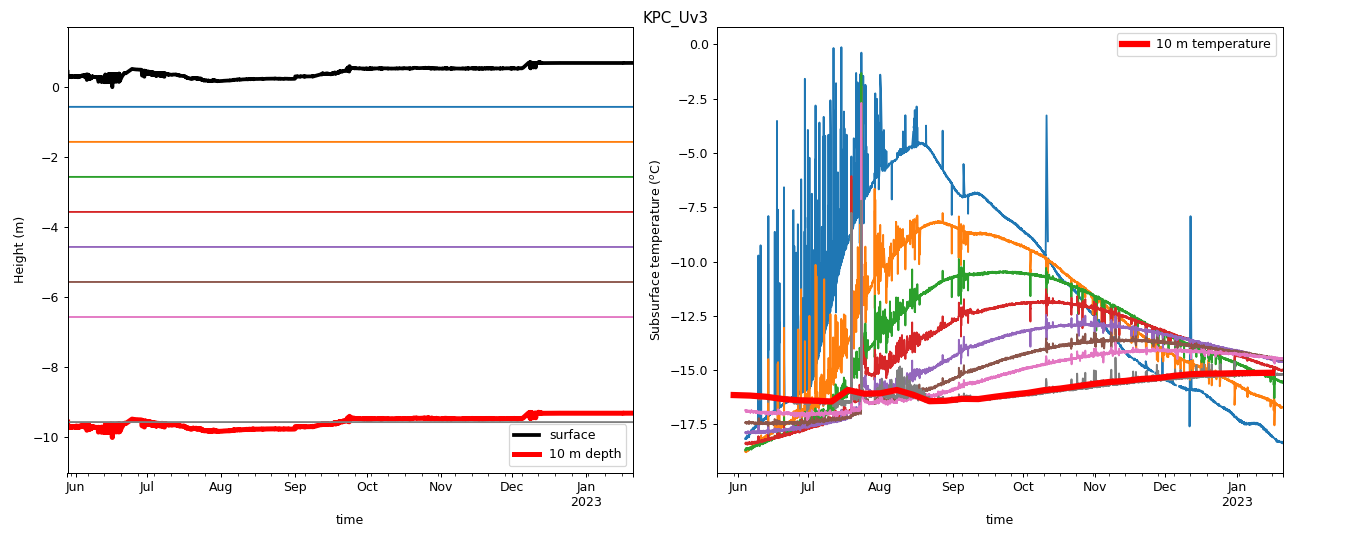 KPC_Uv3
Height (m)
0
−2
−4
−6
−8
−10
surface
10 m depth
Jun
Jul
Aug
Sep
Oct
Nov
Dec
Jan
2023
time
Subsurface temperature (°C)
0.0
−2.5
−5.0
−7.5
−10.0
−12.5
−15.0
−17.5
10 m temperature
Jun
Jul
Aug
Sep
Oct
Nov
Dec
Jan
2023
time